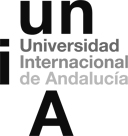 un
i Universidad
Internacional
de Andalucía
A